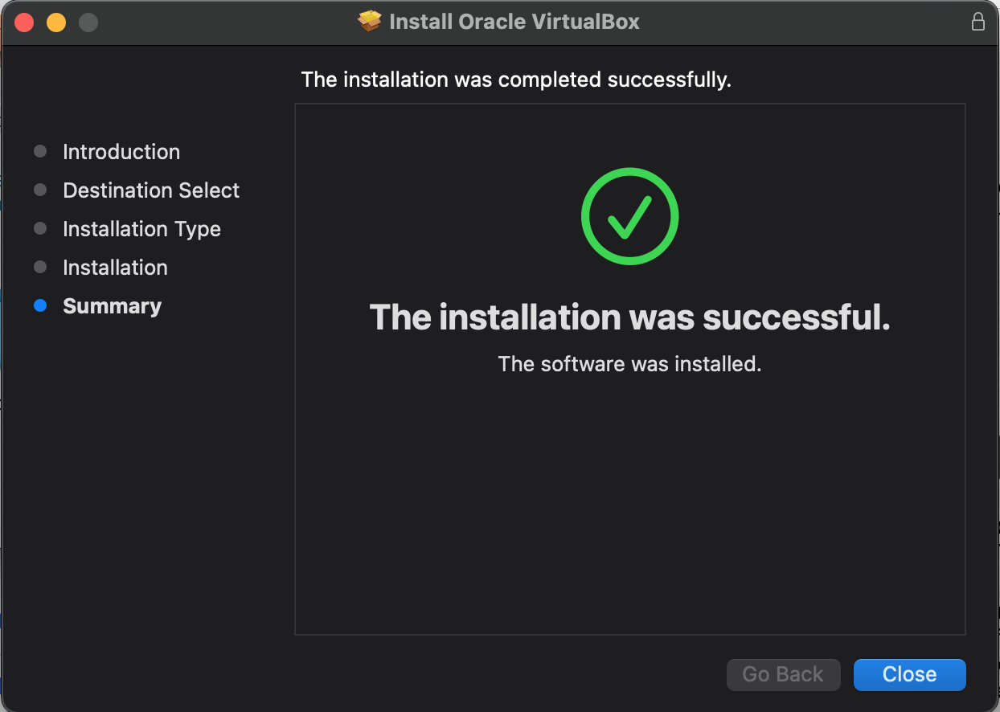 Install Oracle VirtualBox
The installation was completed successfully.
Introduction
Destination Select
Installation Type
Installation
Summary
The installation was successful.
The software was installed.
Go Back
Close